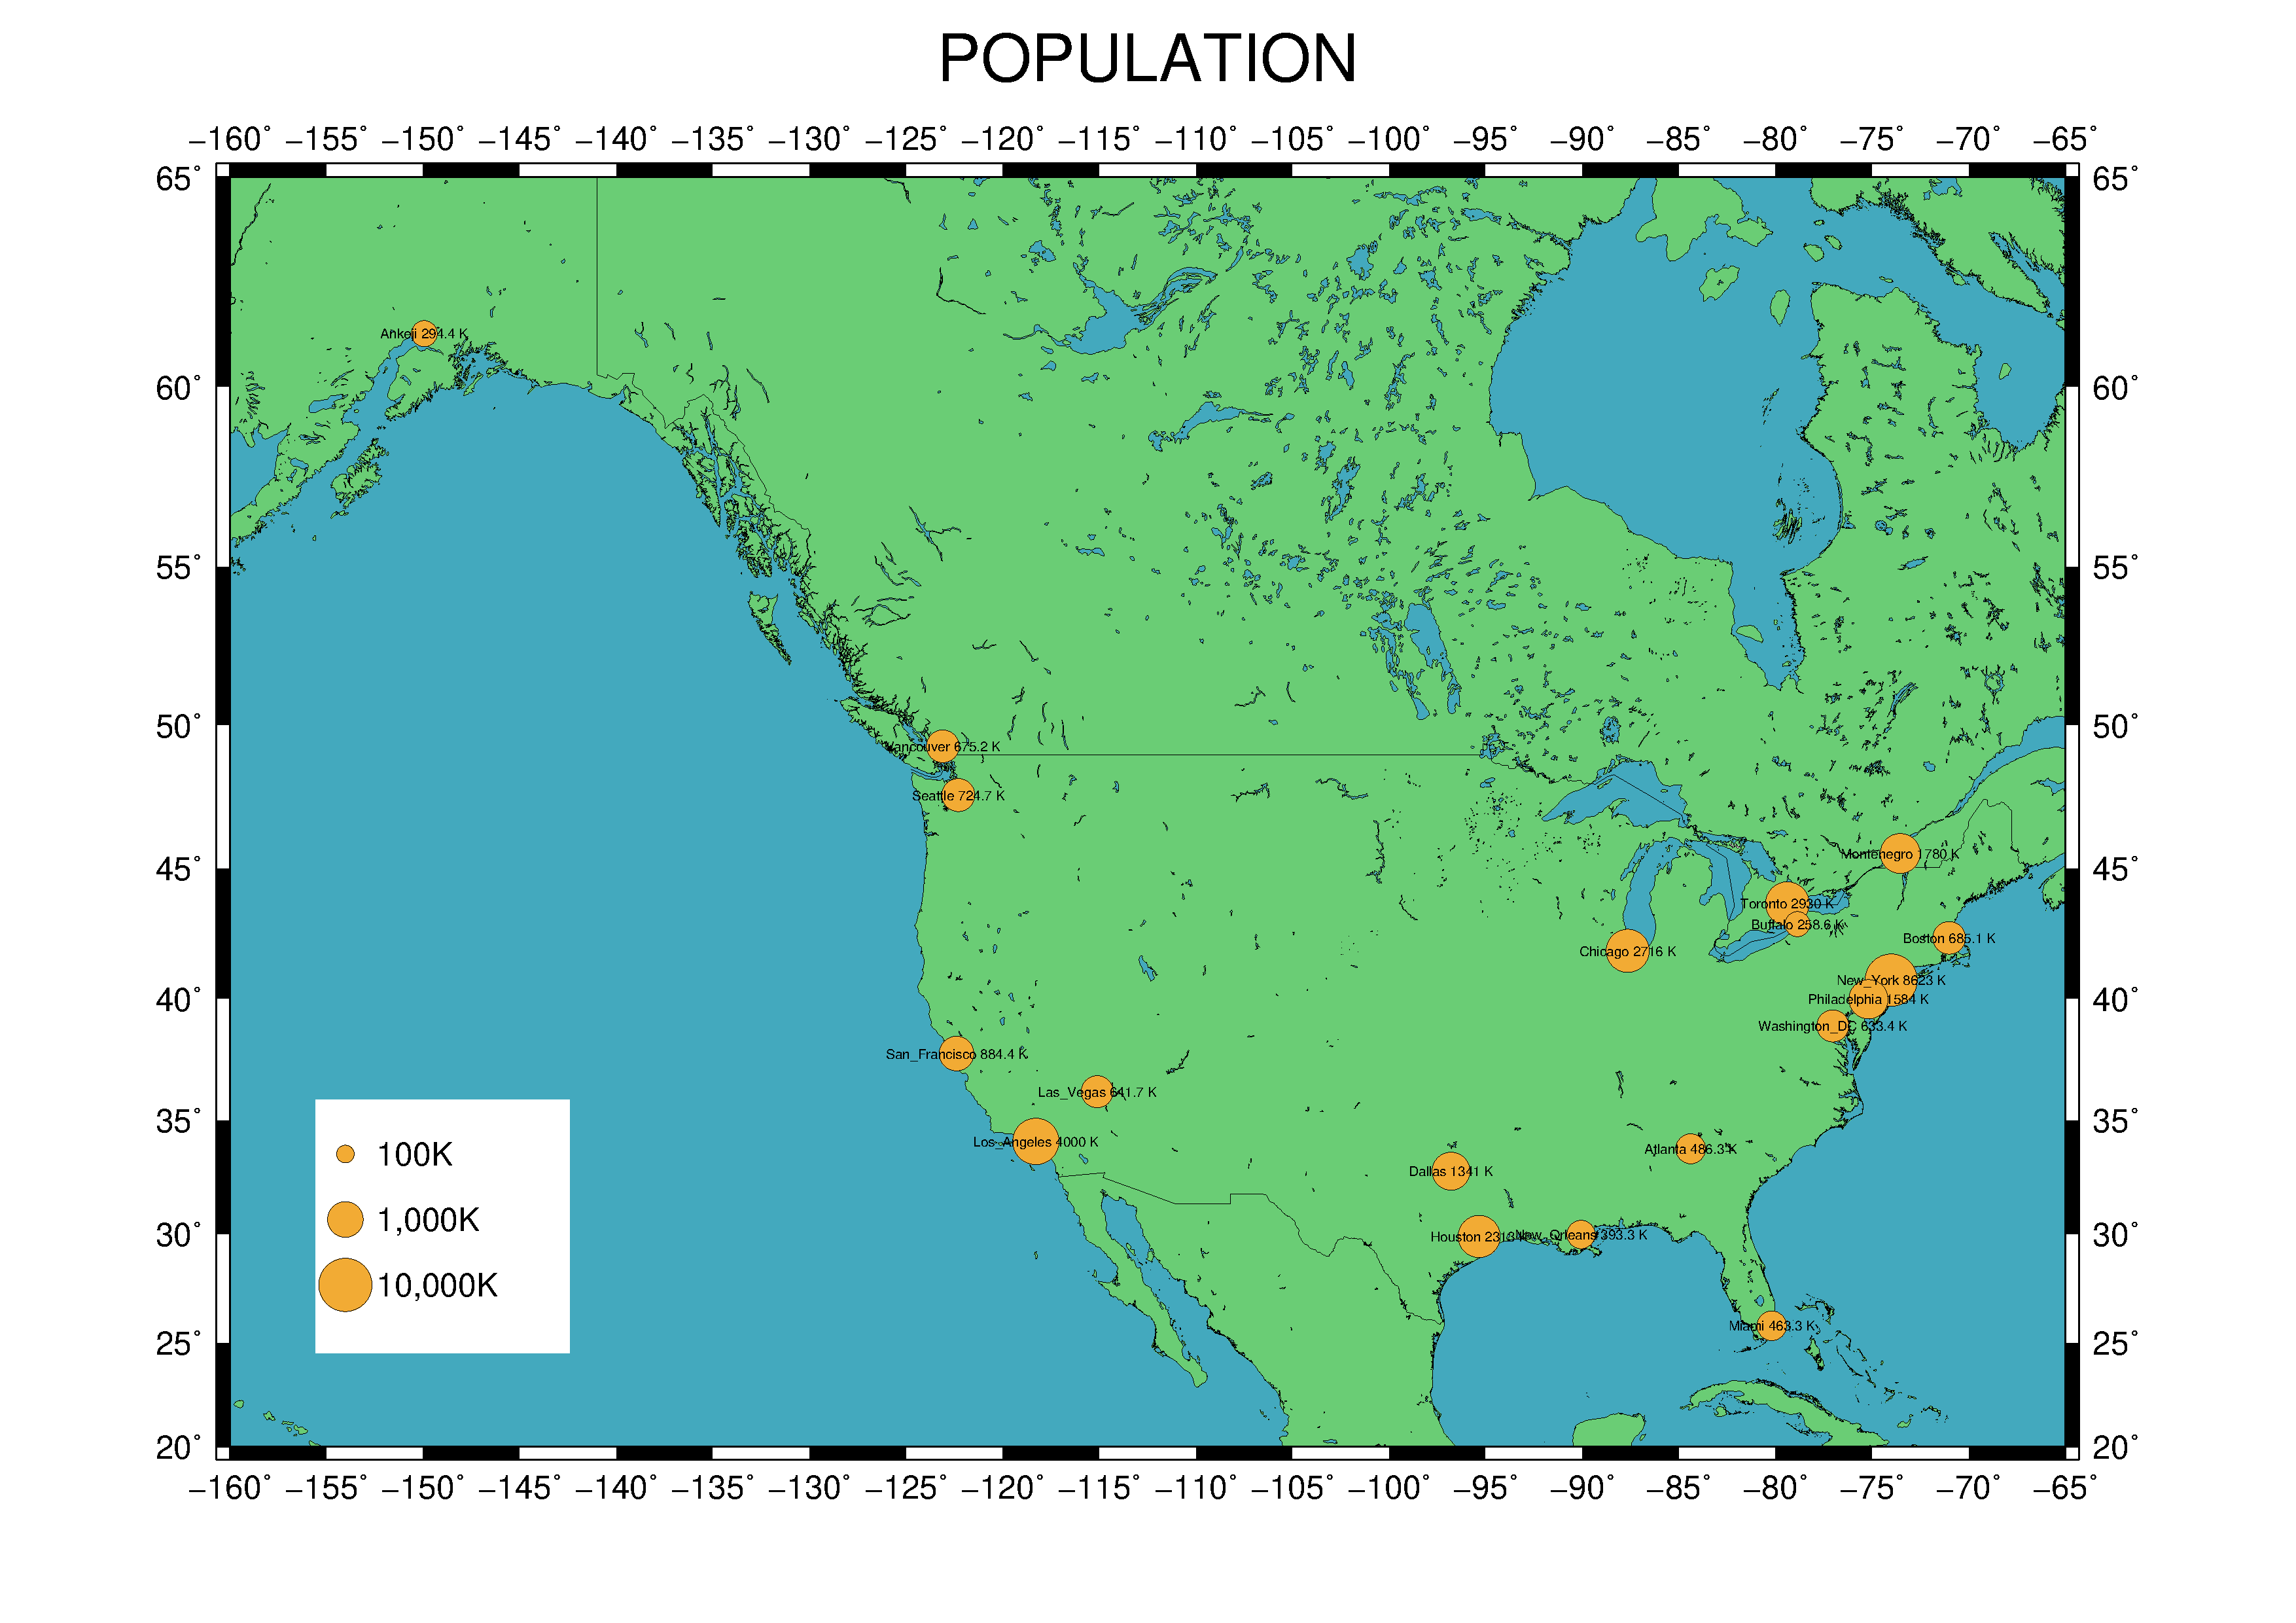 POPULATION
−160° −155° −150° −145° −140° −135° −130° −125° −120° −115° −110° −105° −100° −95° −90° −85° −80° −75° −70° −65°
65° 65°
Ankeji 294.4 K
60° 60°
55° 55°
50° 50°
Vancouver 675.2 K
Seattle 724.7 K
Montenegro 1780 K
45° 45°
Toronto 2930 K
Buffalo 258.6 K
Boston 685.1 K
Chicago 2716 K
New_York 8623 K
40° Philadelphia 1584 K 40°
Washington_DC 633.4 K
San_Francisco 884.4 K
Las_Vegas 641.7 K
35° 35°
Los_Angeles 4000 K
Atlanta 486.3 K
100K
Dallas 1341 K
1,000K
30° Houston 2313 K New_Orleans 393.3 K 30°
10,000K
Miami 463.3 K
25° 25°
20° 20°
−160° −155° −150° −145° −140° −135° −130° −125° −120° −115° −110° −105° −100° −95° −90° −85° −80° −75° −70° −65°